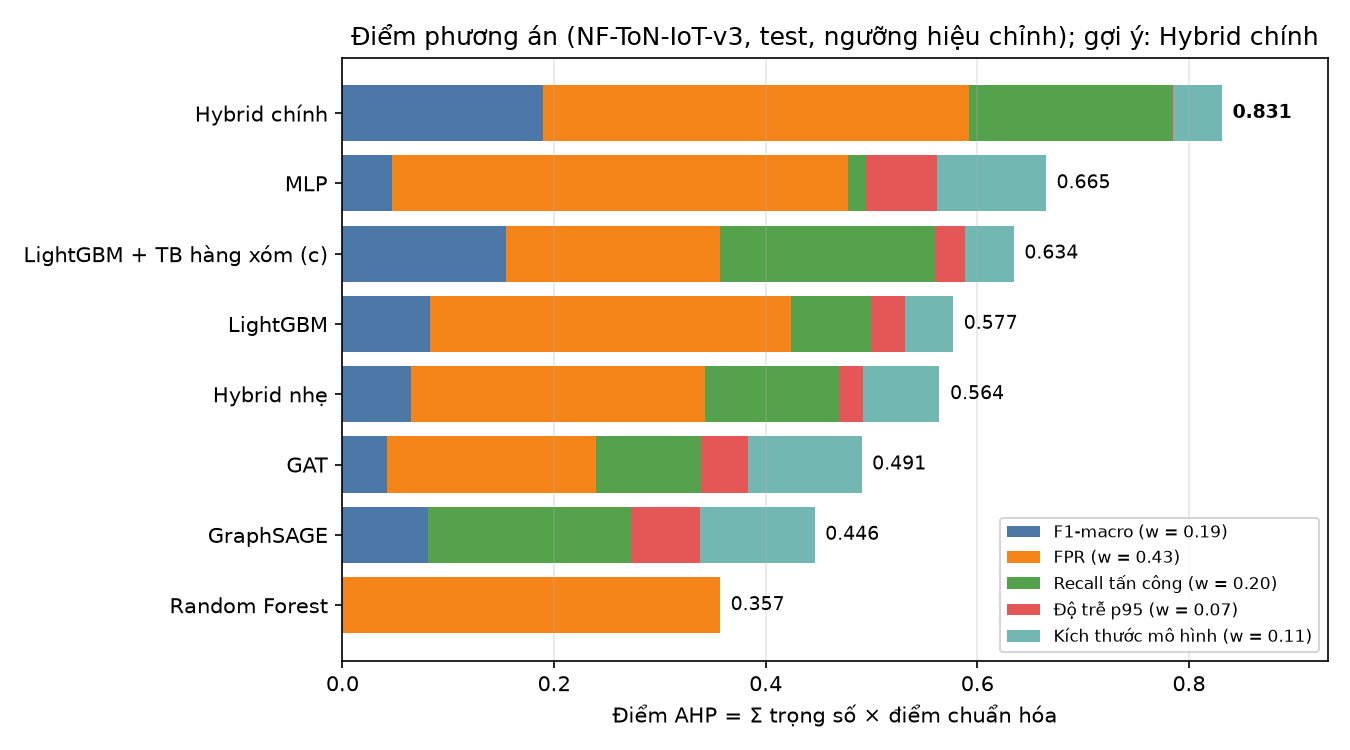 Điểm phương án (NF-ToN-IoT-v3, test, ngưỡng hiệu chỉnh); gợi ý: Hybrid chính
Hybrid chính
0.831
MLP
0.665
LightGBM + TB hàng xóm (c)
0.634
LightGBM
0.577
Hybrid nhẹ
0.564
GAT
0.491
GraphSAGE
0.446
Random Forest
0.357
F1-macro (w = 0.19)
FPR (w = 0.43)
Recall tấn công (w = 0.20)
Độ trễ p95 (w = 0.07)
Kích thước mô hình (w = 0.11)
0.0 0.2 0.4 0.6 0.8
Điểm AHP = Σ trọng số × điểm chuẩn hóa